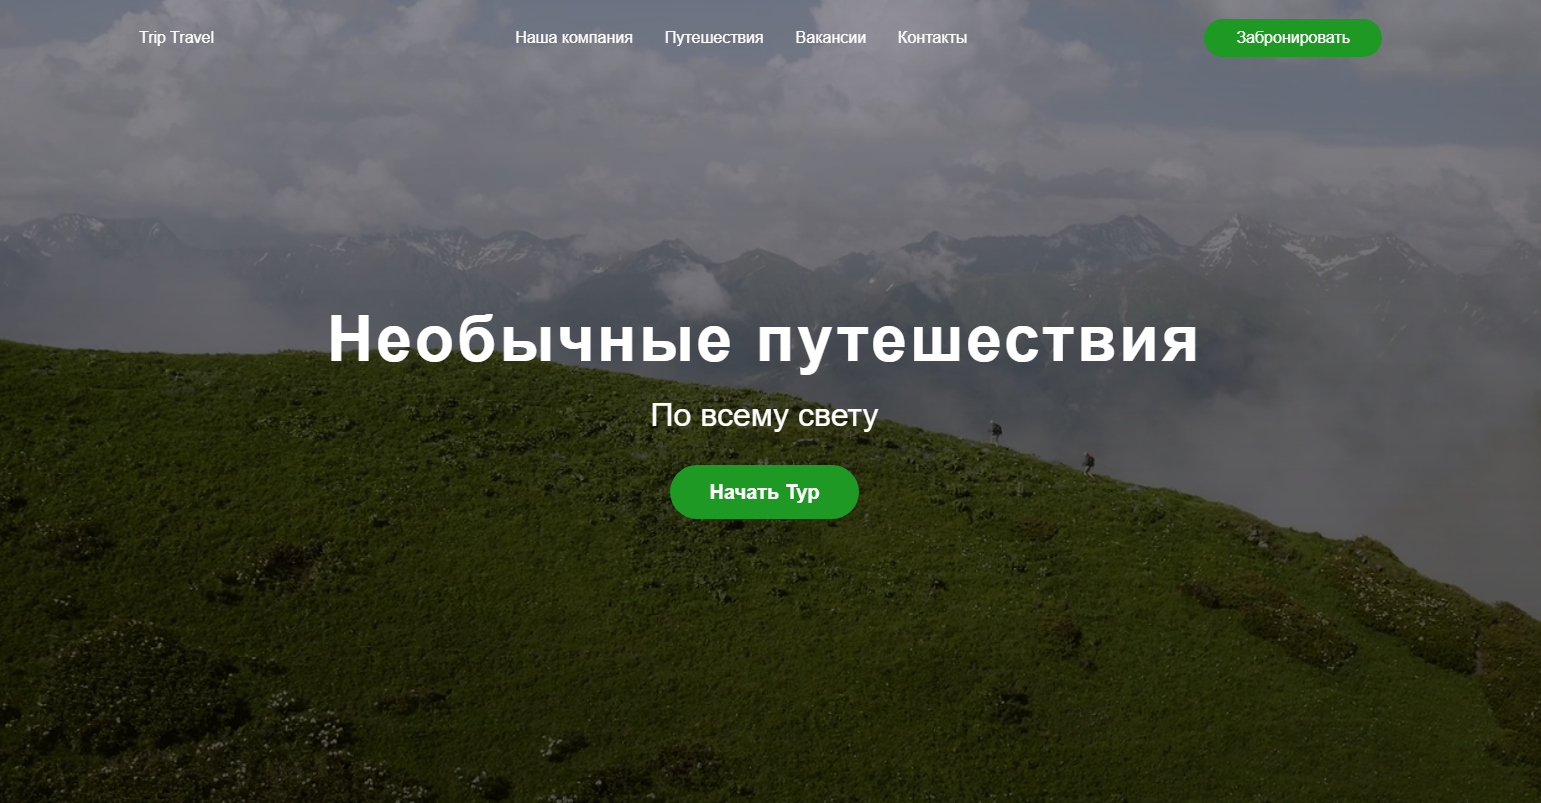 Trip Travel
Наша компания
Путешествия
Вакансии
Контакты
Забронировать
Необычные путешествия
По всему свету
Начать Тур